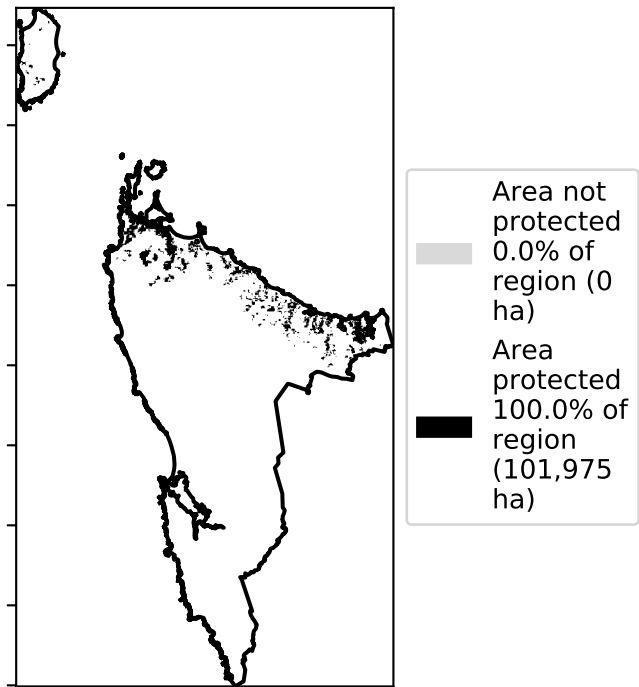 Area not
protected
0.0% of
region (0
ha)
Area
protected
100.0% of
region
(101,975
ha)